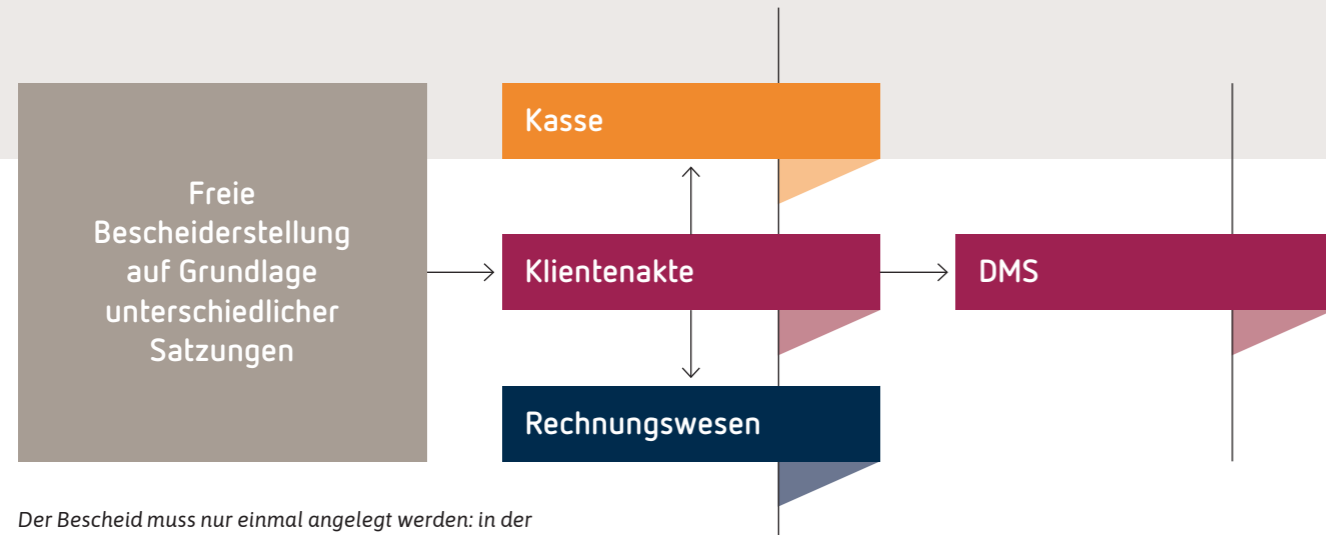 Freie
Bescheiderstellung
auf Grundlage
unterschiedlicher
Satzungen
Kasse
Klientenakte
DMS
Rechnungswesen
Der Bescheid muss nur einmal angelegt werden: in der